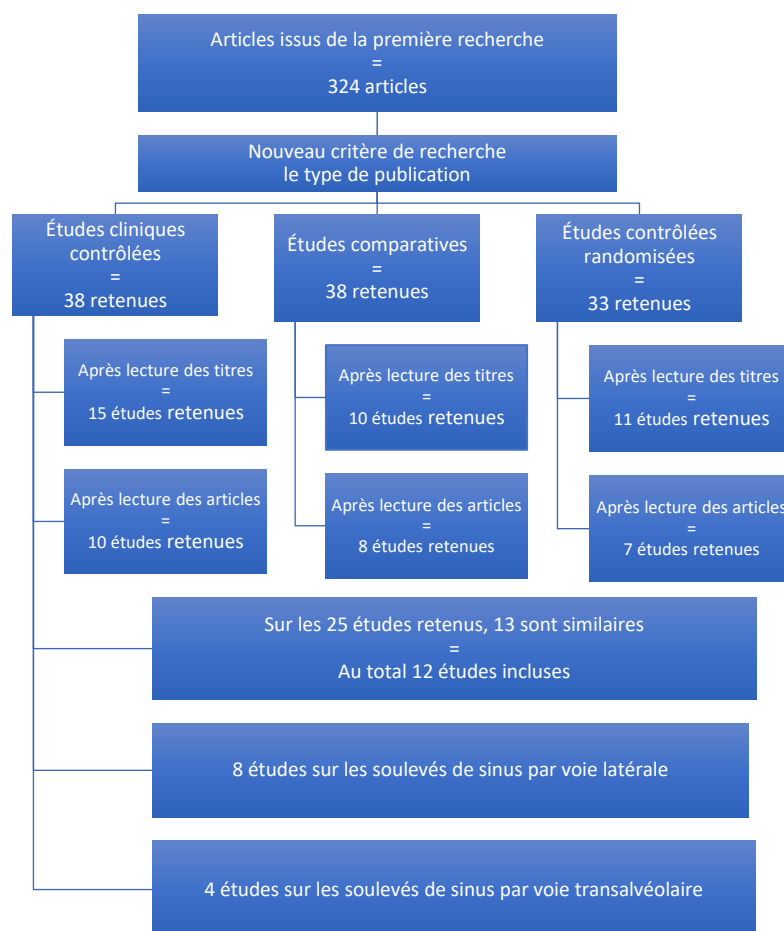 Articles issus de la première recherche
=
324 articles
Nouveau critère de recherche
le type de publication
Études cliniques
contrôlées
=
38 retenues
Études comparatives
=
38 retenues
Études contrôlées
randomisées
=
33 retenues
Après lecture des titres
=
15 études retenues
Après lecture des titres
=
10 études retenues
Après lecture des titres
=
11 études retenues
Après lecture des articles
=
10 études retenues
Après lecture des articles
=
8 études retenues
Après lecture des articles
=
7 études retenues
Sur les 25 études retenus, 13 sont similaires
=
Au total 12 études incluses
8 études sur les soulevés de sinus par voie latérale
4 études sur les soulevés de sinus par voie transalvéolaire